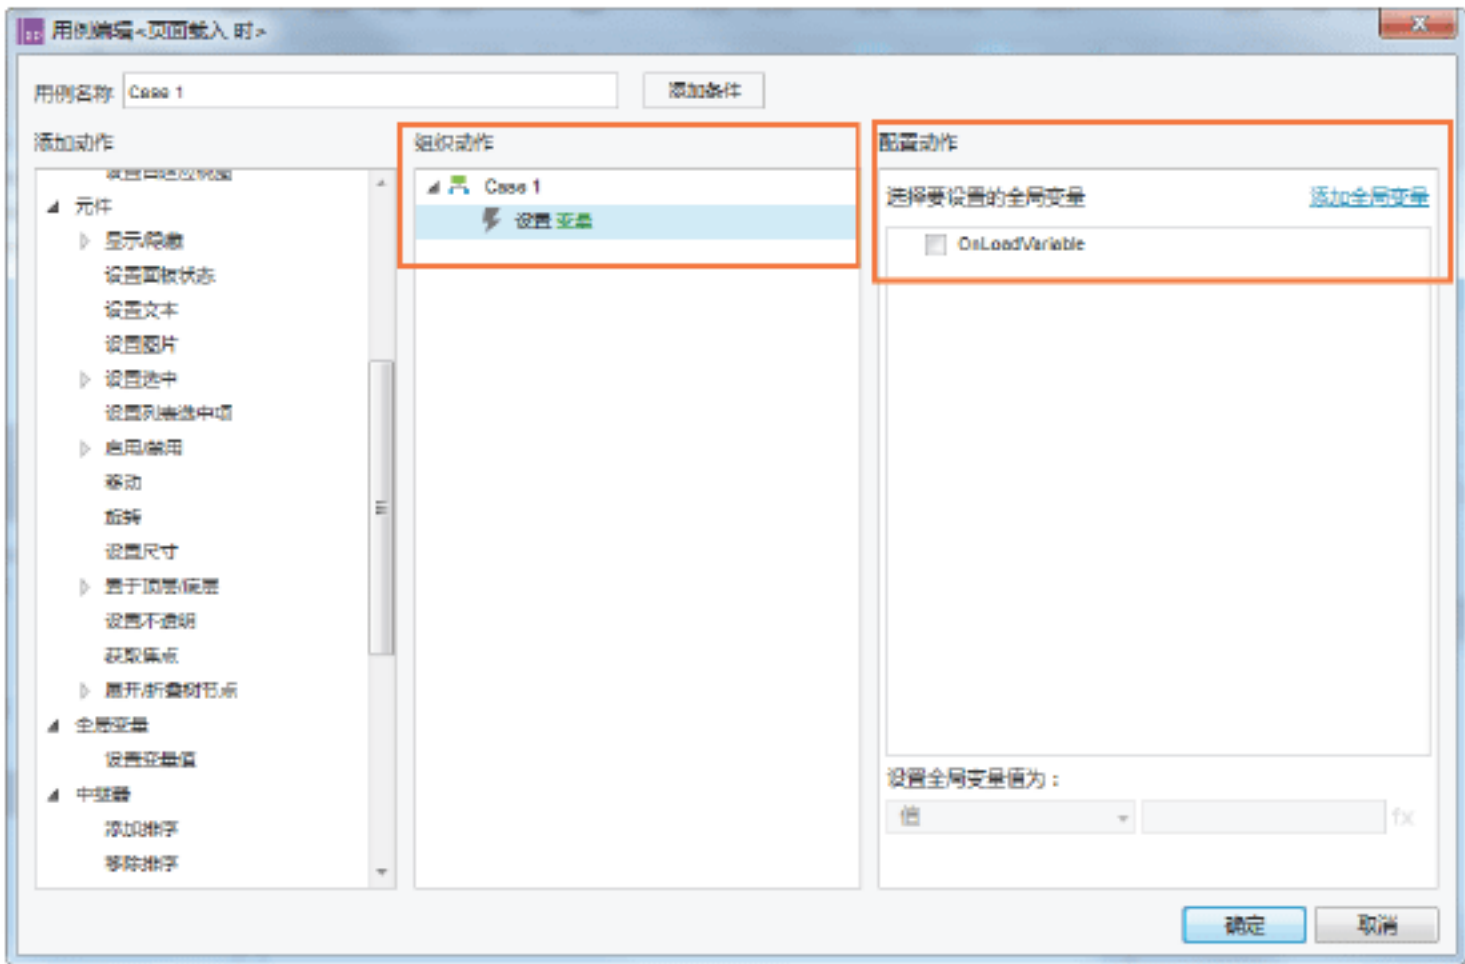 用例编辑<页面载入 时>
用例名称 Case 1 添加条件
添加动作
设置自适应视图
元件
显示/隐藏
设置面板状态
设置文本
设置图片
设置选中
设置列表选中项
启用/禁用
移动
旋转
设置尺寸
置于顶层/底层
设置不透明
获取焦点
展开/折叠树节点
全局变量
设置变量值
中继器
添加排序
移除排序
组织动作
Case 1
设置 变量
配置动作
选择要设置的全局变量 添加全局变量
OnLoadVariable
设置全局变量值为：
值 fx
确定 取消